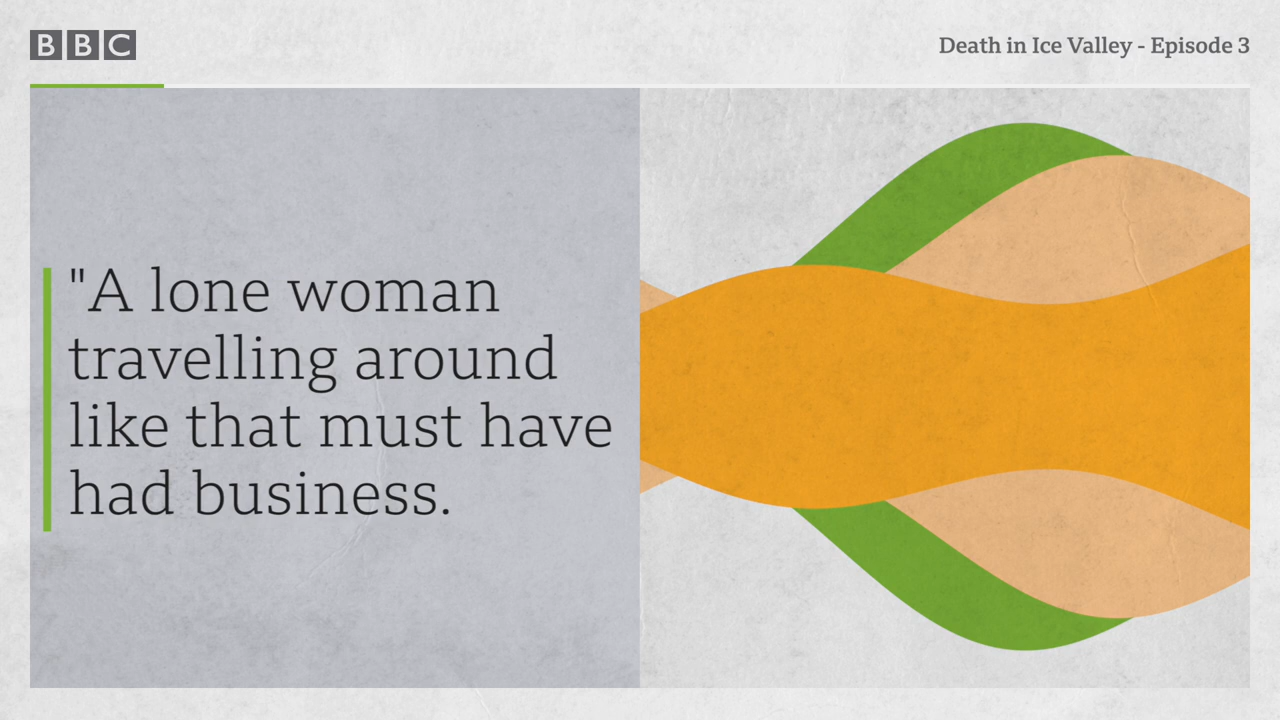 BBC
Death in Ice Valley - Episode 3
"A lone woman
travelling around
like that must have
had business.